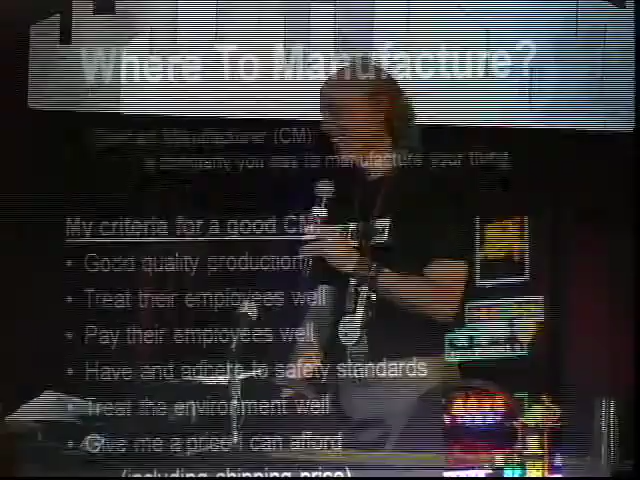 Where To Manufacture?
Manufacturer (CM)
a company you use to manufacture your thing
My criteria for a good CM
• Good quality production
• Treat their employees well
• Pay their employees well
• Have and adhere to safety standards
• Treat the environment well
• Give me a price I can afford
(including shipping price)